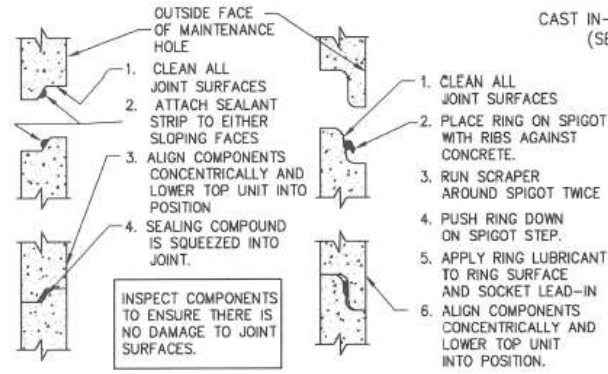 OUTSIDE FACE
OF MAINTENANCE
HOLE
1. CLEAN ALL
JOINT SURFACES
2. ATTACH SEALANT
STRIP TO EITHER
SLOPING FACES
3. ALIGN COMPONENTS
CONCENTRICALLY AND
LOWER TOP UNIT INTO
POSITION
4. SEALING COMPOUND
IS SQUEEZED INTO
JOINT.
INSPECT COMPONENTS
TO ENSURE THERE IS
NO DAMAGE TO JOINT
SURFACES.
CAST IN-
(SE
1. CLEAN ALL
JOINT SURFACES
2. PLACE RING ON SPIGOT
WITH RIBS AGAINST
CONCRETE.
3. RUN SCRAPER
AROUND SPIGOT TWICE
4. PUSH RING DOWN
ON SPIGOT STEP.
5. APPLY RING LUBRICANT
TO RING SURFACE
AND SOCKET LEAD-IN
6. ALIGN COMPONENTS
CONCENTRICALLY AND
LOWER TOP UNIT
INTO POSITION.